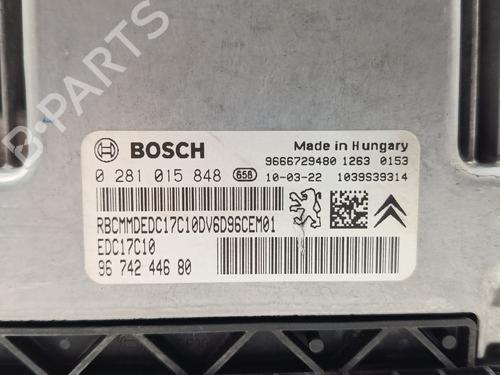 B-PARTS
BOSCH
Made in Hungary
9666729480 1263 0153
0 281 015 848 656 10-03-22 1039S39314
RBCMMDEDC17C10DV6D96CEM01
EDC17C10
96 742 446 80